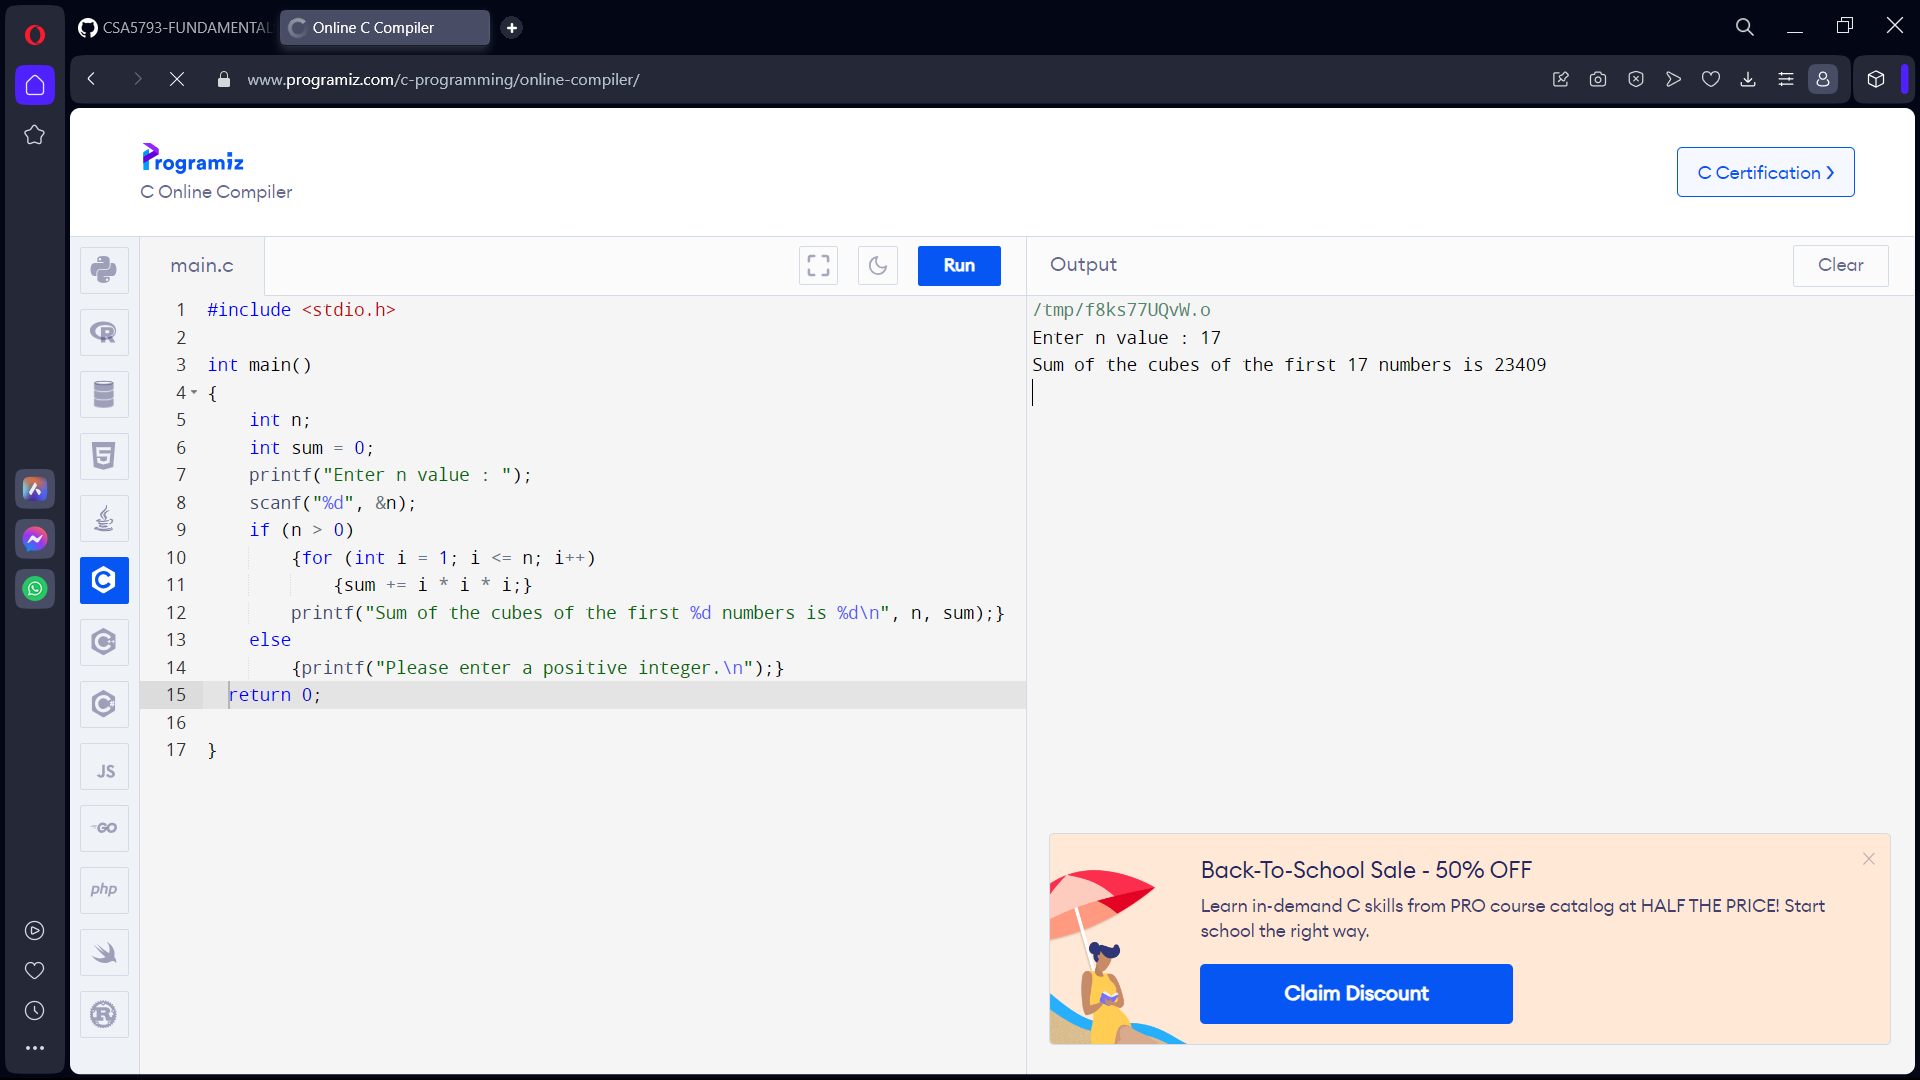 CSA5793-FUNDAMENTAL
Online C Compiler
www.programiz.com/c-programming/online-compiler/
Programiz
C Online Compiler
C Certification
main.c
Run
Output
Clear
1 #include <stdio.h>
2
3 int main()
4 {
5 int n;
6 int sum = 0;
7 printf("Enter n value : ");
8 scanf("%d", &n);
9 if (n > 0)
10 {for (int i = 1; i <= n; i++)
11 {sum += i * i * i;}
12 printf("Sum of the cubes of the first %d numbers is %d\n", n, sum);}
13 else
14 {printf("Please enter a positive integer.\n");}
15 return 0;
16
17 }
/tmp/f8ks77UQvW.o
Enter n value : 17
Sum of the cubes of the first 17 numbers is 23409
JS
GO
php
Back-To-School Sale - 50% OFF
Learn in-demand C skills from PRO course catalog at HALF THE PRICE! Start
school the right way.
Claim Discount